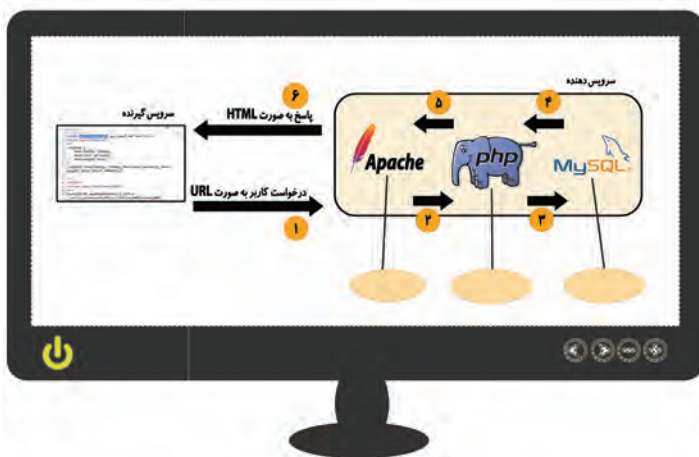 سرویس دهنده
۶
۵
۴
پاسخ به صورت HTML
سرویس گیرنده
Apache
php
MySQL
درخواست کاربر به صورت URL
۱
۲
۳